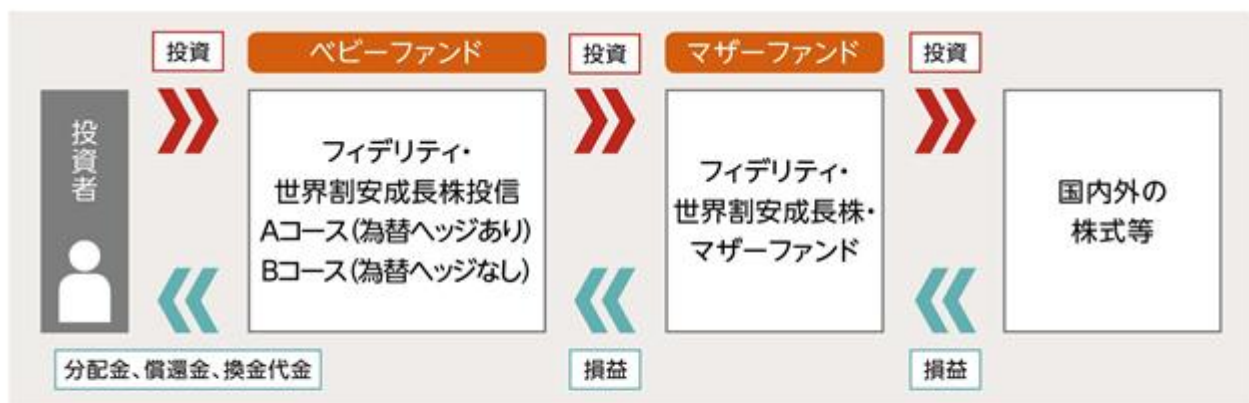 投資
ベビーファンド
投資
マザーファンド
投資
投資者
フィデリティ・
世界割安成長株投信
Aコース(為替ヘッジあり)
Bコース(為替ヘッジなし)
フィデリティ・
世界割安成長株・
マザーファンド
国内外の
株式等
分配金、償還金、換金代金
損益
損益